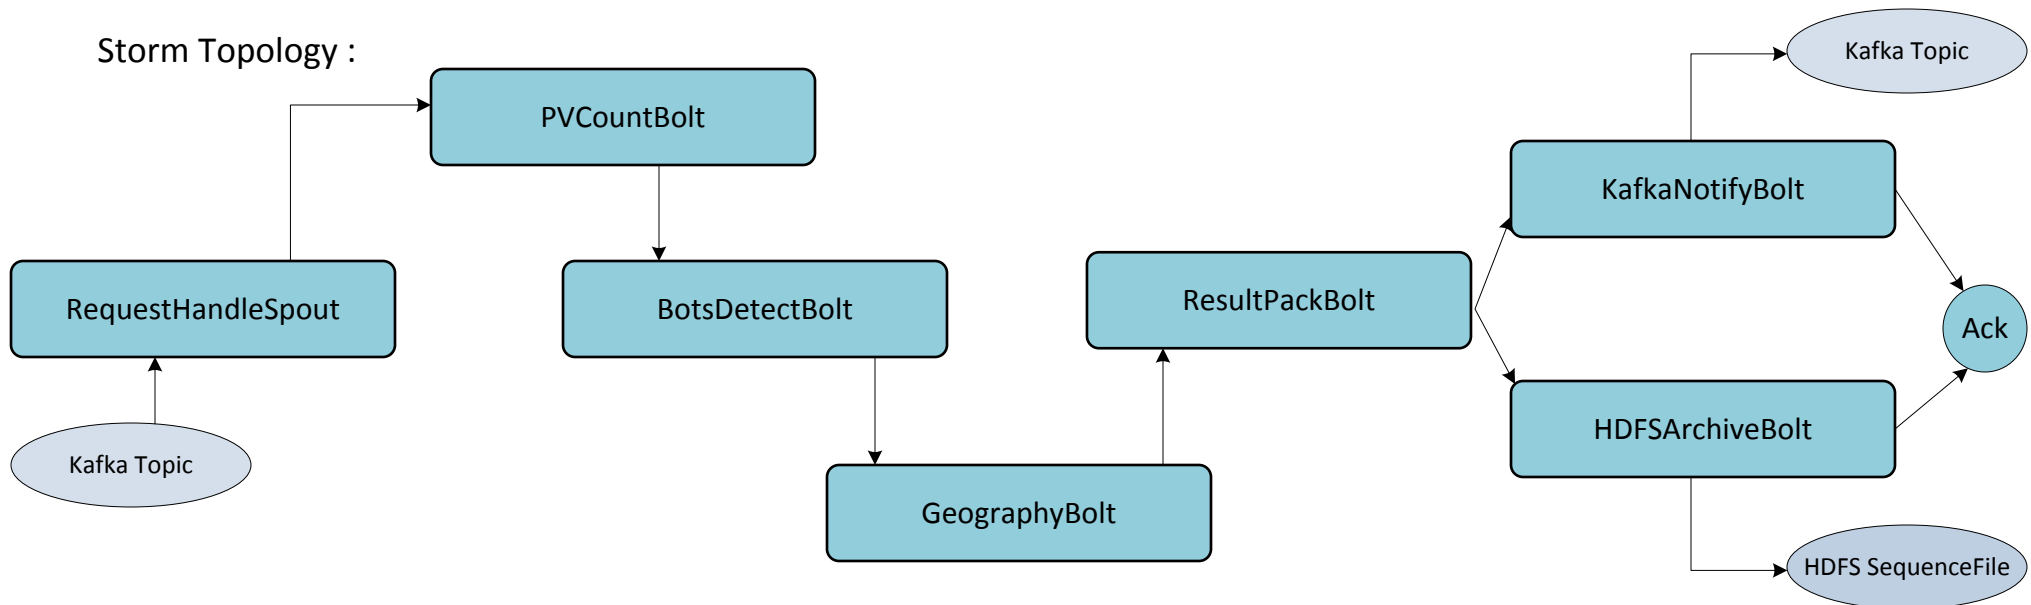 Storm Topology :
Kafka Topic
PVCountBolt
KafkaNotifyBolt
RequestHandleSpout
BotsDetectBolt
ResultPackBolt
Ack
Kafka Topic
HDFSArchiveBolt
GeographyBolt
HDFS SequenceFile